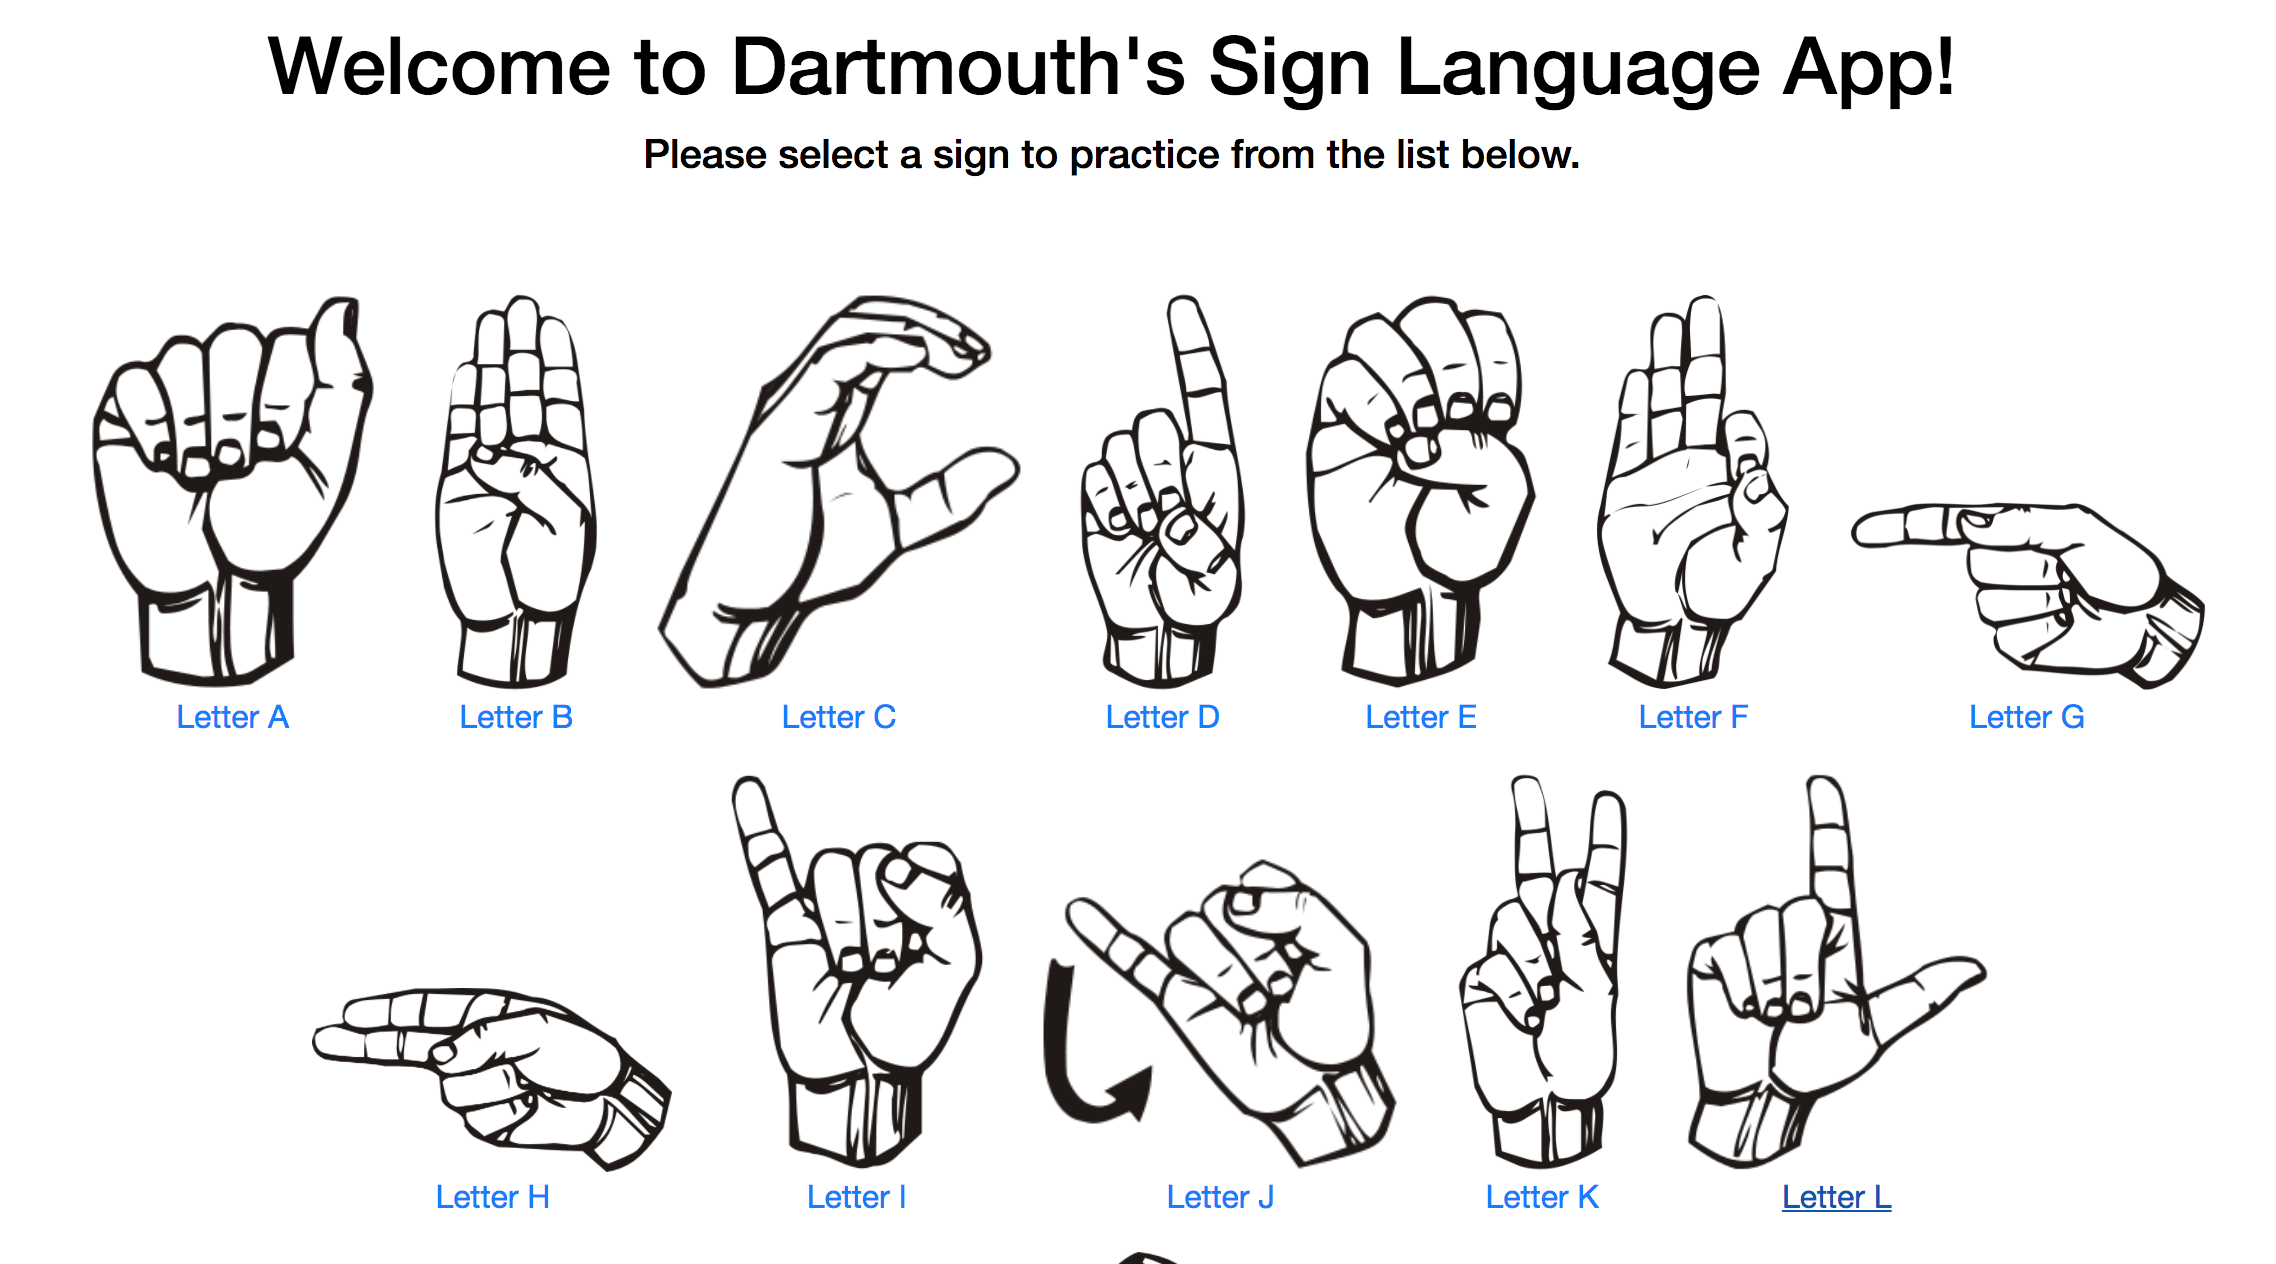 Welcome to Dartmouth's Sign Language App!
Please select a sign to practice from the list below.
Letter A
Letter B
Letter C
Letter D
Letter E
Letter F
Letter G
Letter H
Letter I
Letter J
Letter K
Letter L